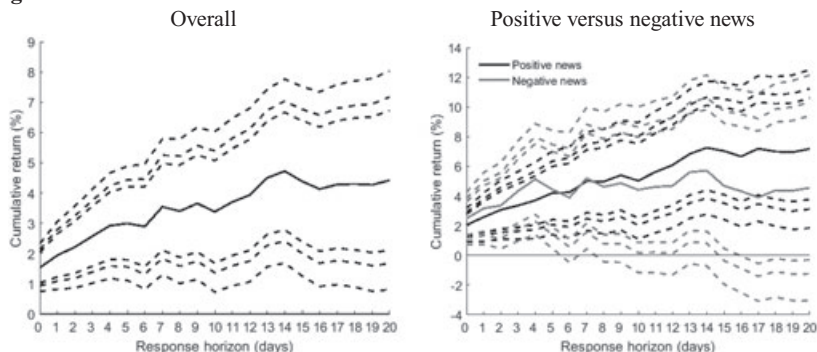 Overall
Positive versus negative news
9
8
7
6
5
4
3
2
1
0
Cumulative return (%)
0 1 2 3 4 5 6 7 8 9 10 11 12 13 14 15 16 17 18 19 20
Response horizon (days)
14
12
10
8
6
4
2
0
-2
-4
Cumulative return (%)
Positive news
Negative news
0 1 2 3 4 5 6 7 8 9 10 11 12 13 14 15 16 17 18 19 20
Response horizon (days)